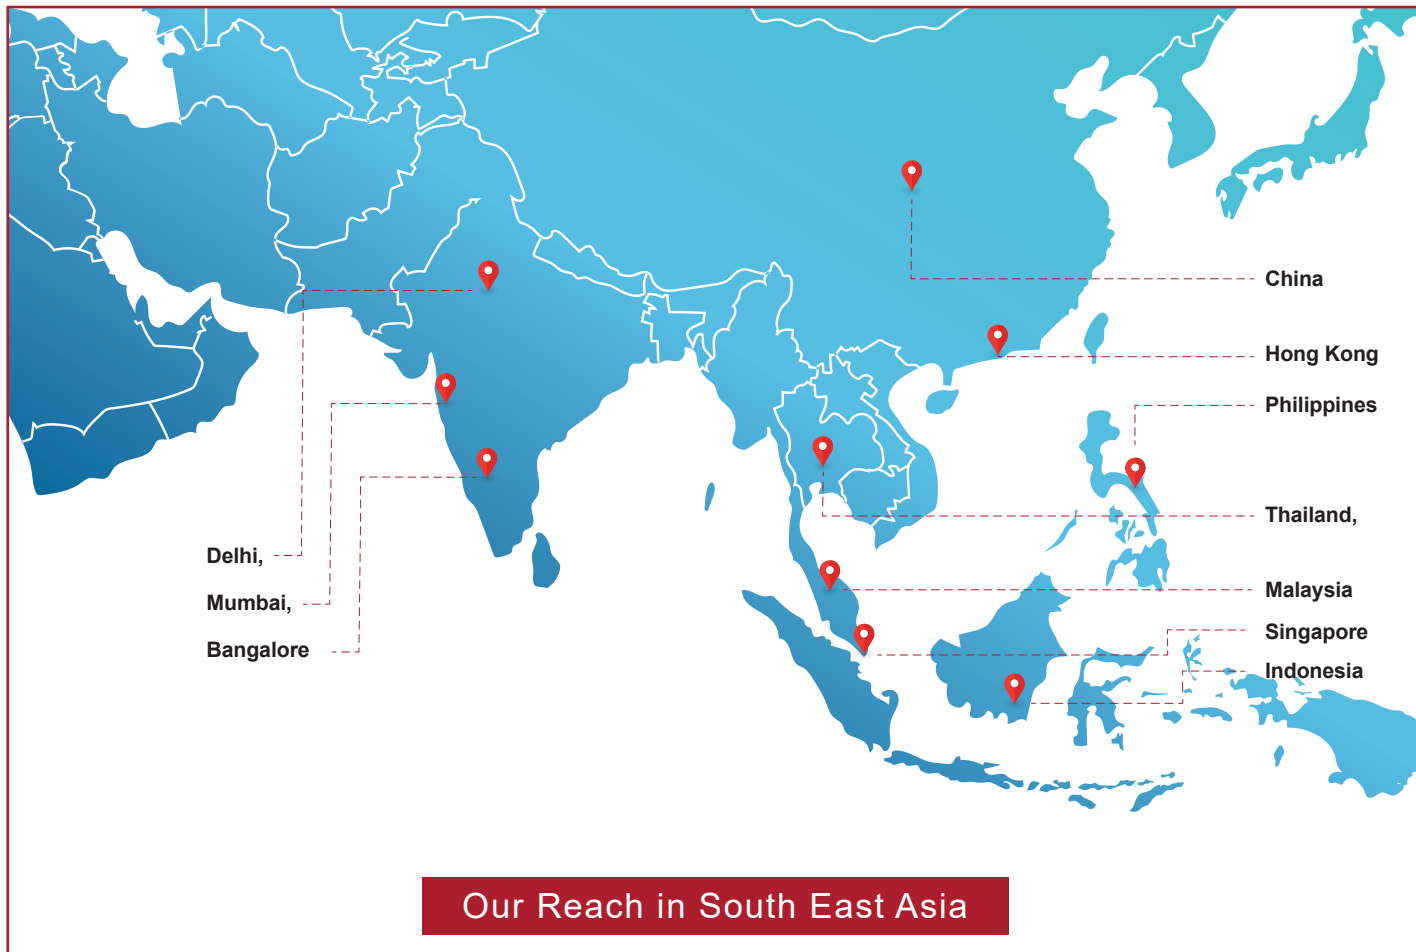 China
Hong Kong
Philippines
Thailand,
Malaysia
Singapore
Indonesia
Delhi,
Mumbai,
Bangalore
Our Reach in South East Asia